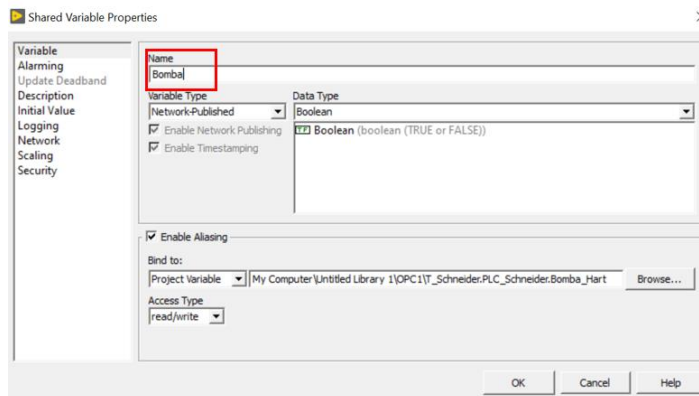 Shared Variable Properties
Variable
Alarming
Update Deadband
Description
Initial Value
Logging
Network
Scaling
Security
Name
Bomba
Variable Type
Network-Published
Enable Network Publishing
Enable Timestamping
Data Type
Boolean
TF Boolean (boolean (TRUE or FALSE))
Enable Aliasing
Bind to:
Project Variable My Computer\Untitled Library 1\OPC1\T_Schneider.PLC_Schneider.Bomba_Hart Browse...
Access Type
read/write
OK Cancel Help